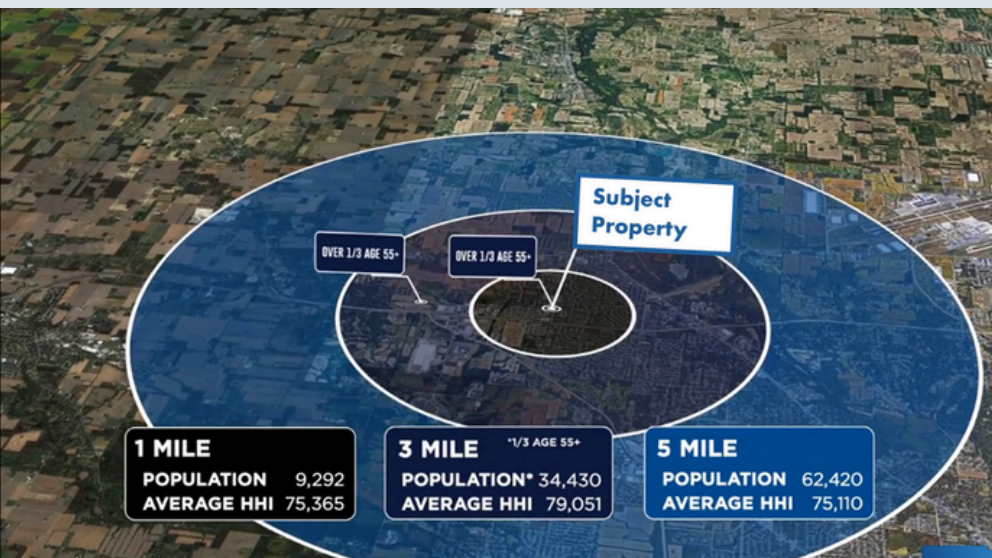 Subject
Property
OVER 1/3 AGE 55+
OVER 1/3 AGE 55+
1 MILE
POPULATION 9,292
AVERAGE HHI 75,365
3 MILE *1/3 AGE 55+
POPULATION* 34,430
AVERAGE HHI 79,051
5 MILE
POPULATION 62,420
AVERAGE HHI 75,110